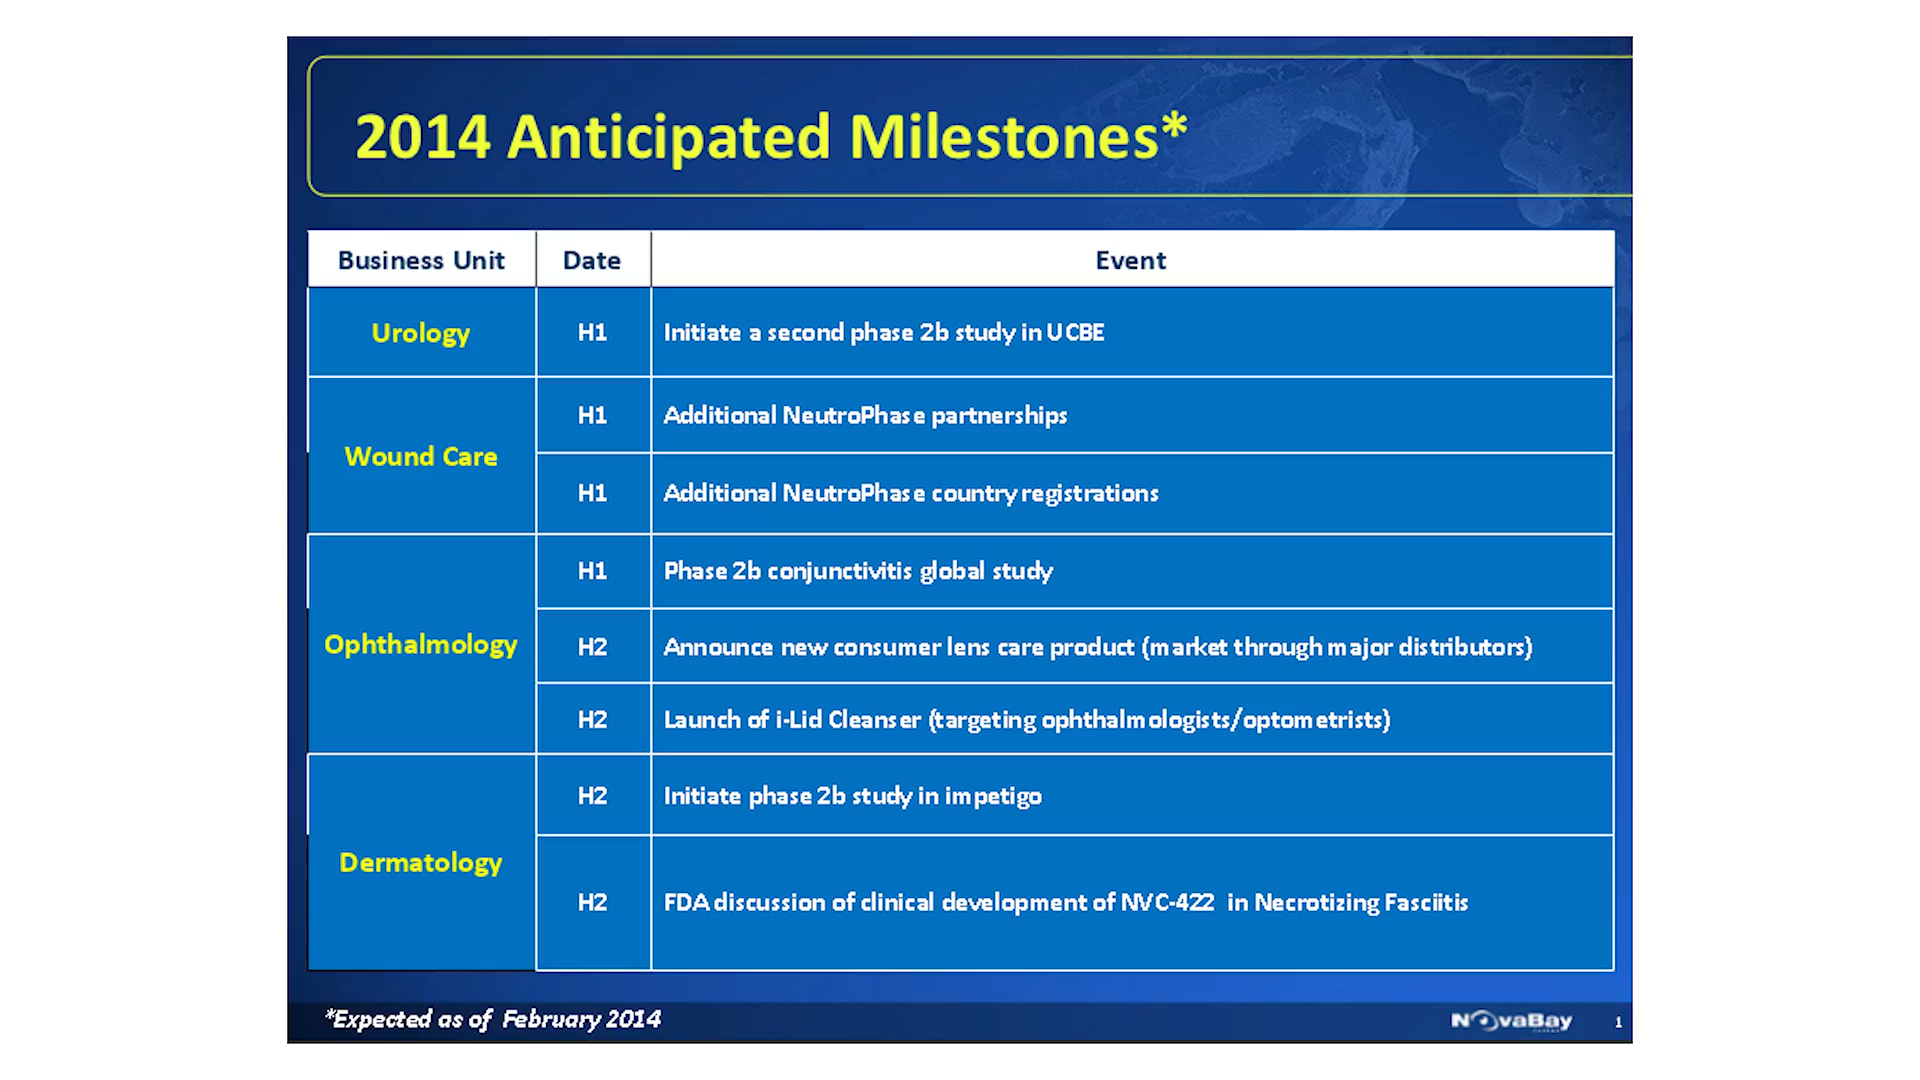 2014 Anticipated Milestones*
Business Unit Date Event
Urology H1 Initiate a second phase 2b study in UCBE
Wound Care H1 Additional NeutroPhase partnerships
H1 Additional NeutroPhase country registrations
Ophthalmology H1 Phase 2b conjunctivitis global study
H2 Announce new consumer lens care product (market through major distributors)
H2 Launch of i-Lid Cleanser (targeting ophthalmologists/optometrists)
Dermatology H2 Initiate phase 2b study in impetigo
H2 FDA discussion of clinical development of NVC-422 in Necrotizing Fasciitis
*Expected as of February 2014
NovaBay 1